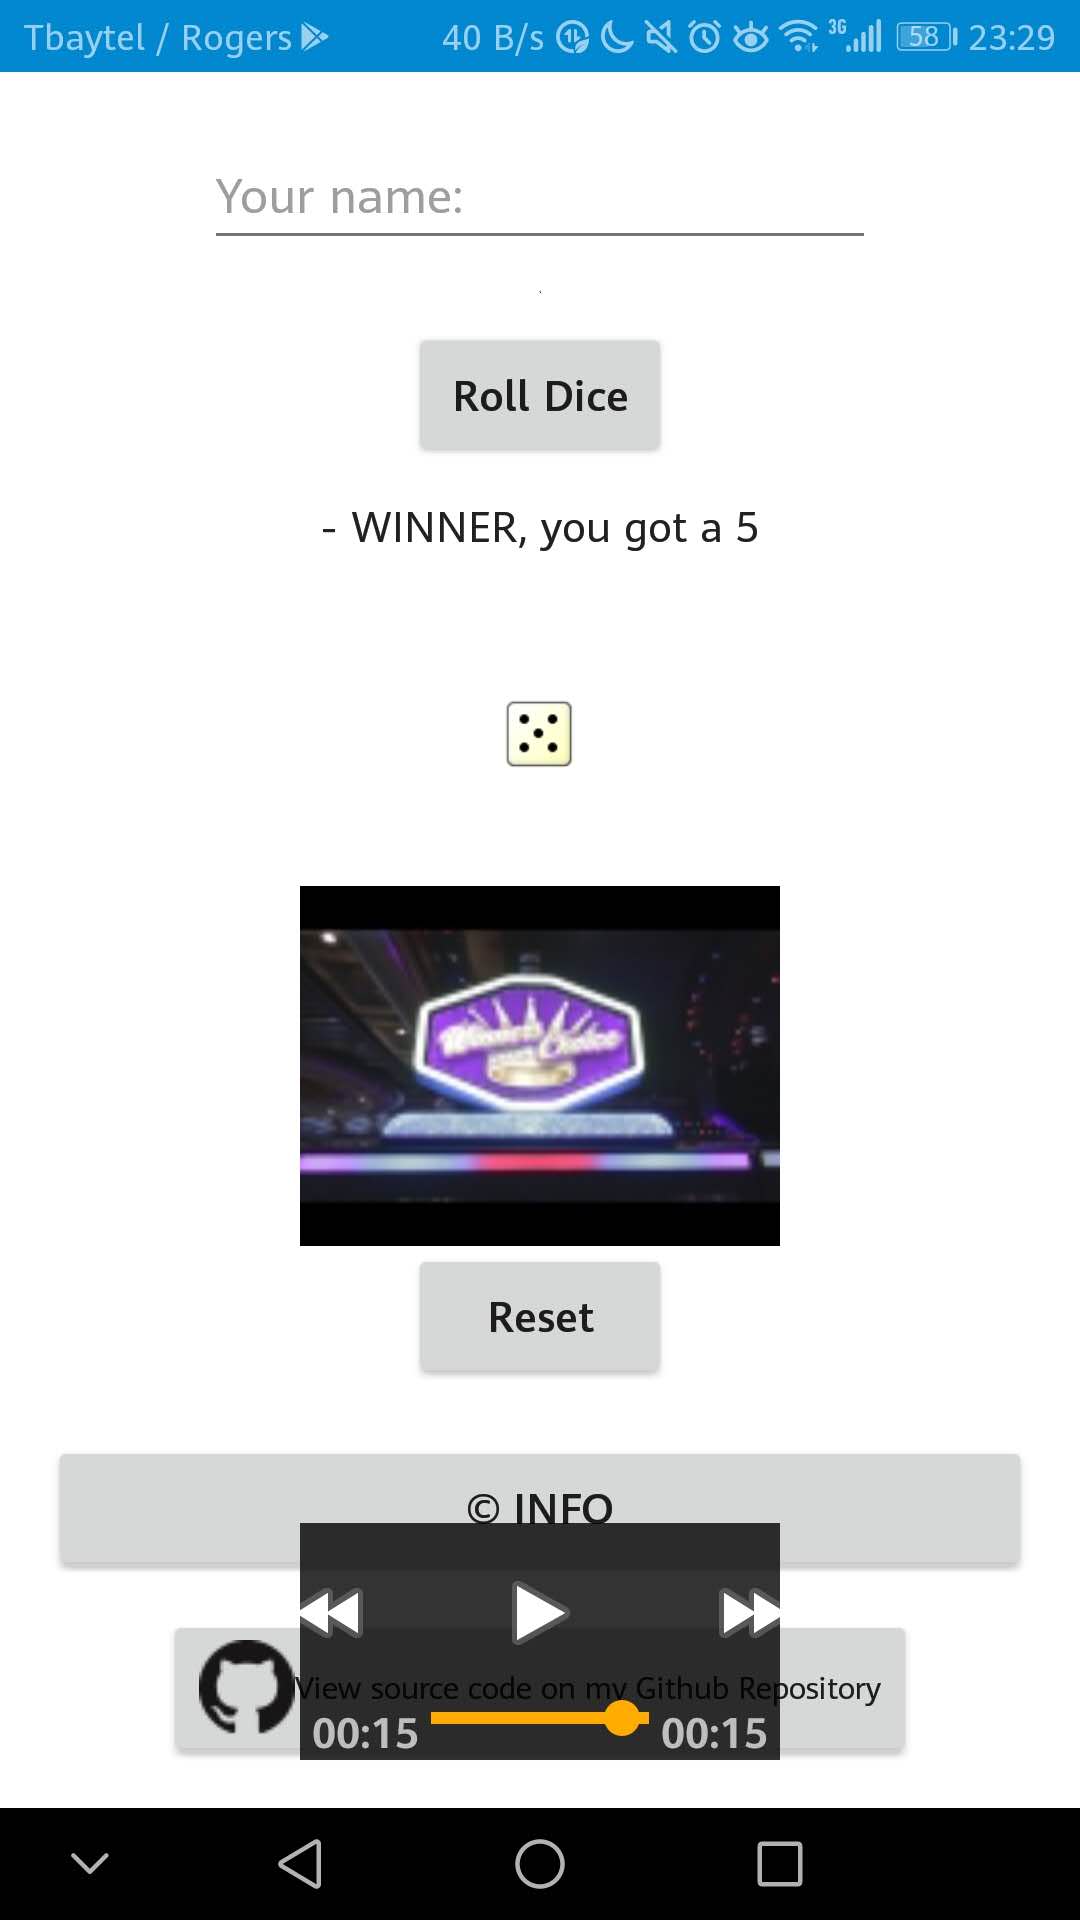 Tbaytel / Rogers 40 B/s 3G 58 23:29
Your name:
Roll Dice
- WINNER, you got a 5
Winner's Choice
Reset
© INFO
View source code on my Github Repository
00:15 00:15